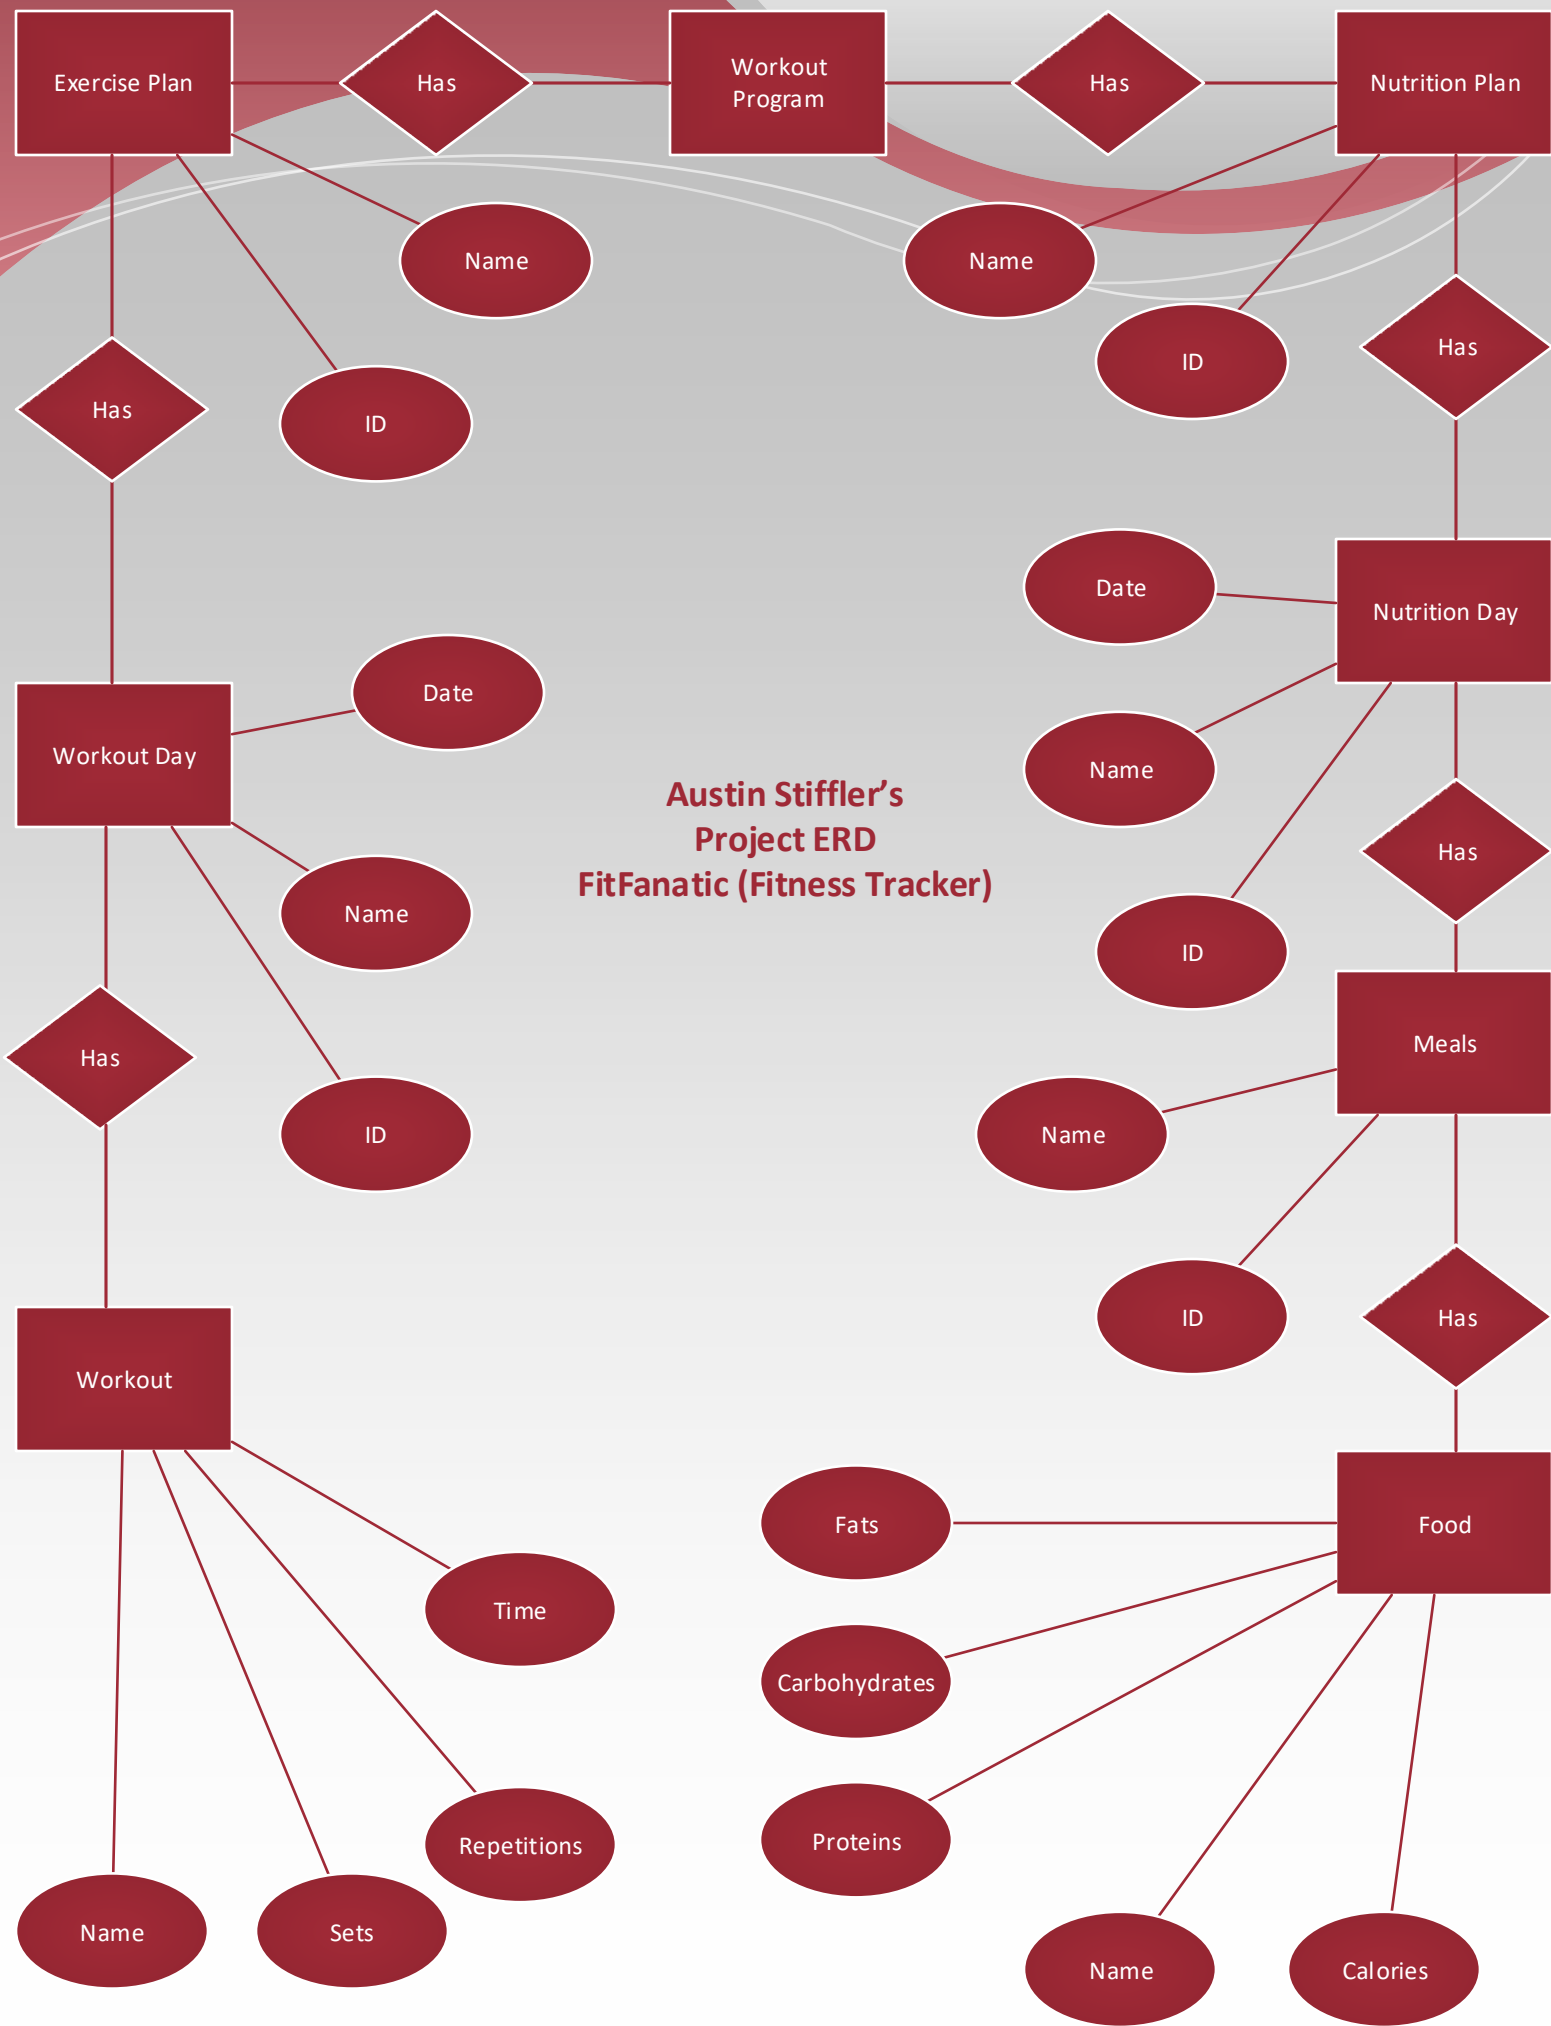 Exercise Plan
Has
Workout
Program
Has
Nutrition Plan
Name
Name
ID
Has
Has
ID
Date
Nutrition Day
Date
Workout Day
Name
Austin Stiffler’s
Project ERD
FitFanatic (Fitness Tracker)
Has
Name
ID
Meals
Has
Name
ID
ID
Has
Workout
Fats
Food
Time
Carbohydrates
Repetitions
Proteins
Name
Sets
Name
Calories